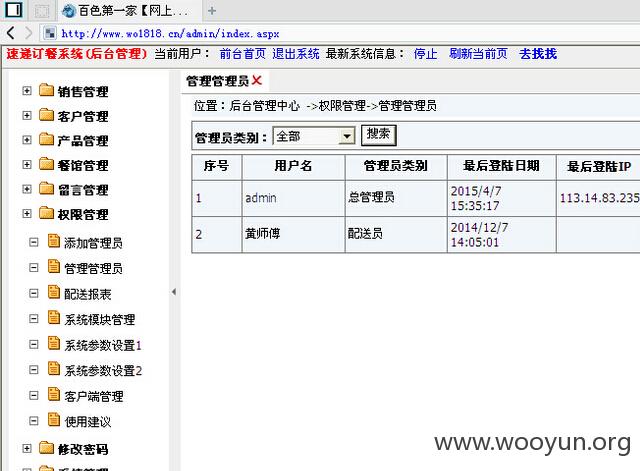 百色第一家【网上...
http://www.wo1818.cn/admin/index.aspx
速递订餐系统(后台管理) 当前用户： 前台首页 退出系统 最新系统信息： 停止 刷新当前页 去找找
销售管理
客户管理
产品管理
餐馆管理
留言管理
权限管理
添加管理员
管理管理员
配送报表
系统模块管理
系统参数设置1
系统参数设置2
客户端管理
使用建议
修改密码
系统管理
管理管理员
位置：后台管理中心 ->权限管理->管理管理员
管理员类别： 全部 搜索
序号 用户名 管理员类别 最后登陆日期 最后登陆IP
1 admin 总管理员 2015/4/7 15:35:17 113.14.83.235
2 龚师傅 配送员 2014/12/7 14:05:01
www.wooyun.org